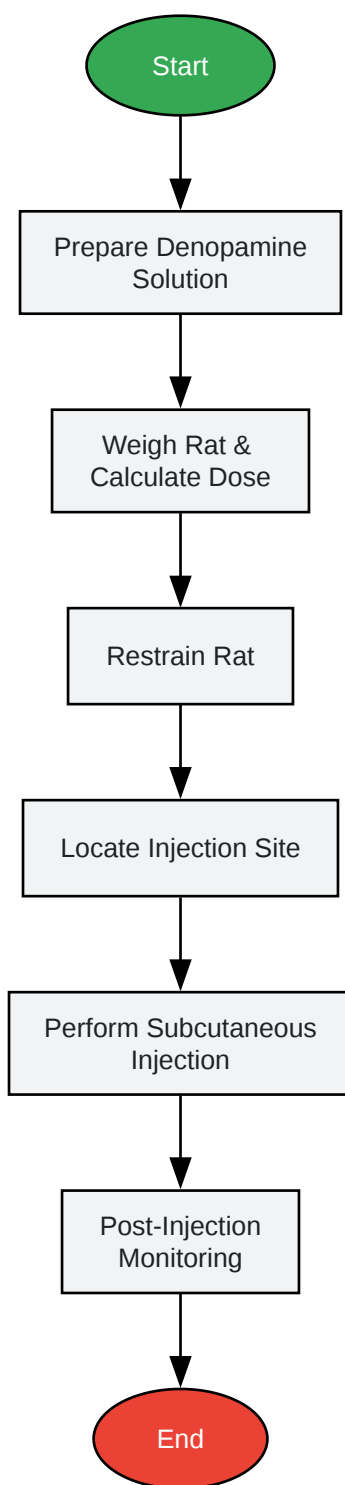 Start
Prepare Denopamine
Solution
Weigh Rat &
Calculate Dose
Restrain Rat
Locate Injection Site
Perform Subcutaneous
Injection
Post-Injection
Monitoring
End